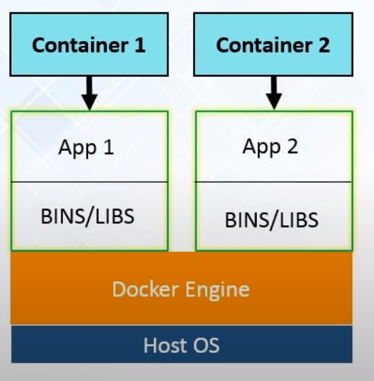 Container 1
Container 2
App 1
App 2
BINS/LIBS
BINS/LIBS
Docker Engine
Host OS